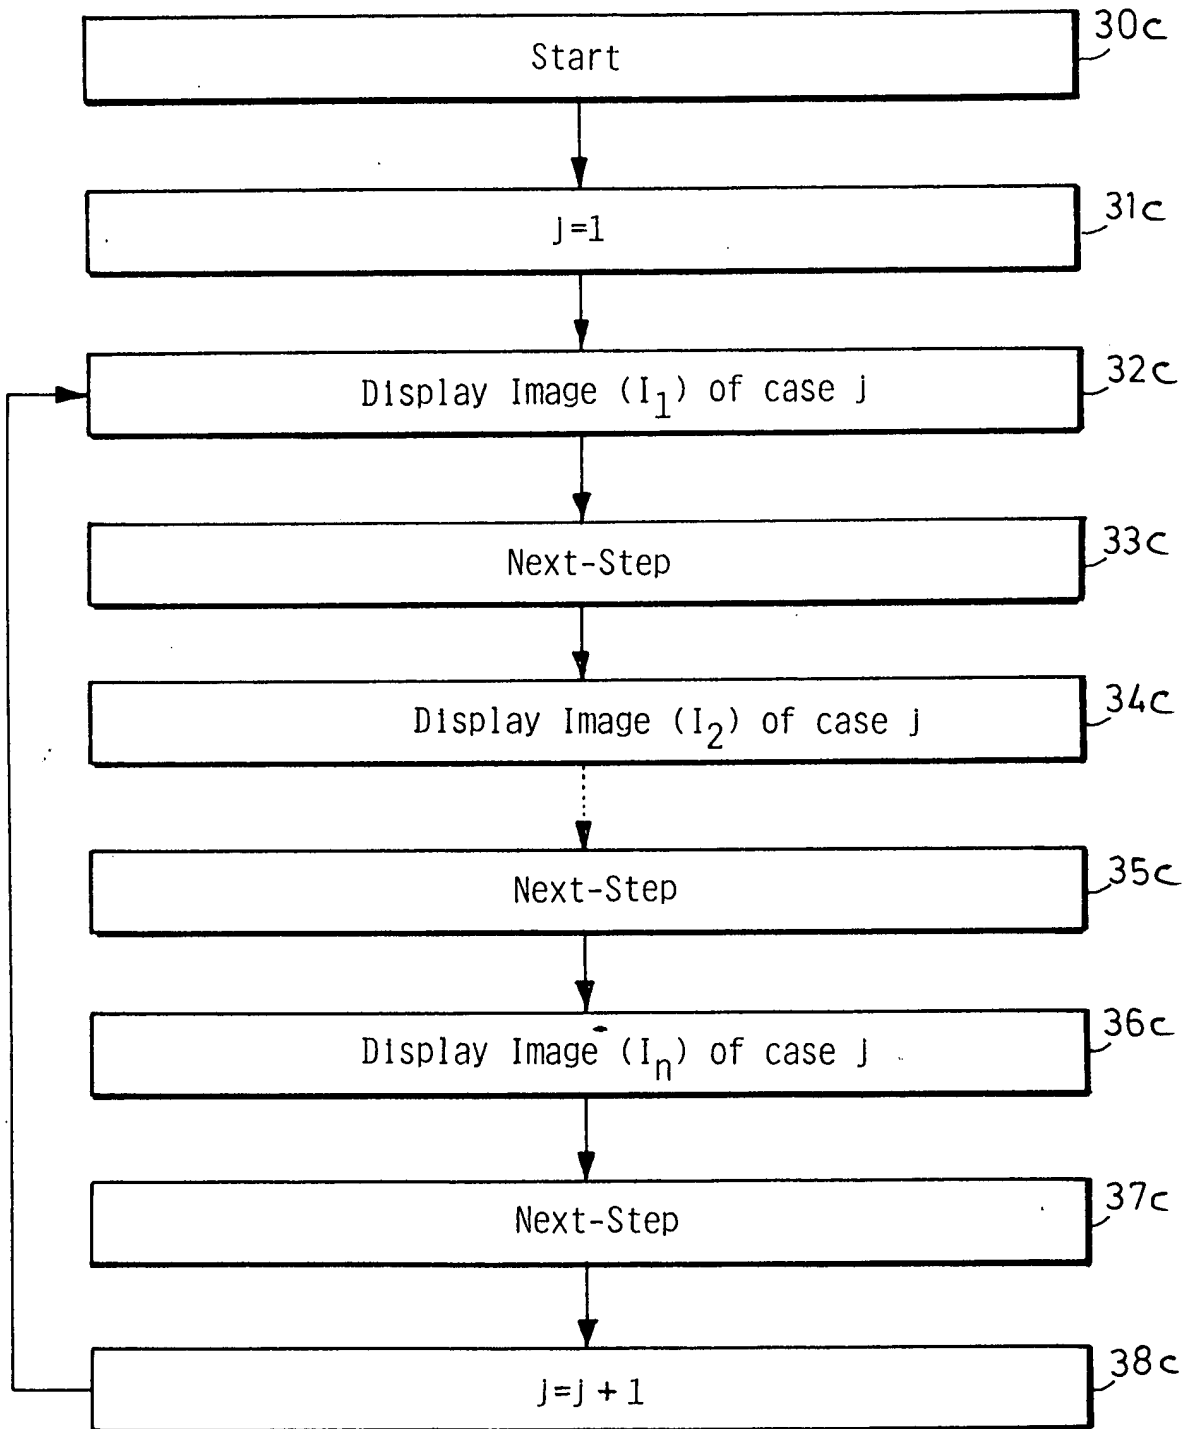 Start
30c
j=1
31c
Display Image (I₁) of case j
32c
Next-Step
33c
Display Image (I₂) of case j
34c
Next-Step
35c
Display Image (Iₙ) of case j
36c
Next-Step
37c
j=j + 1
38c